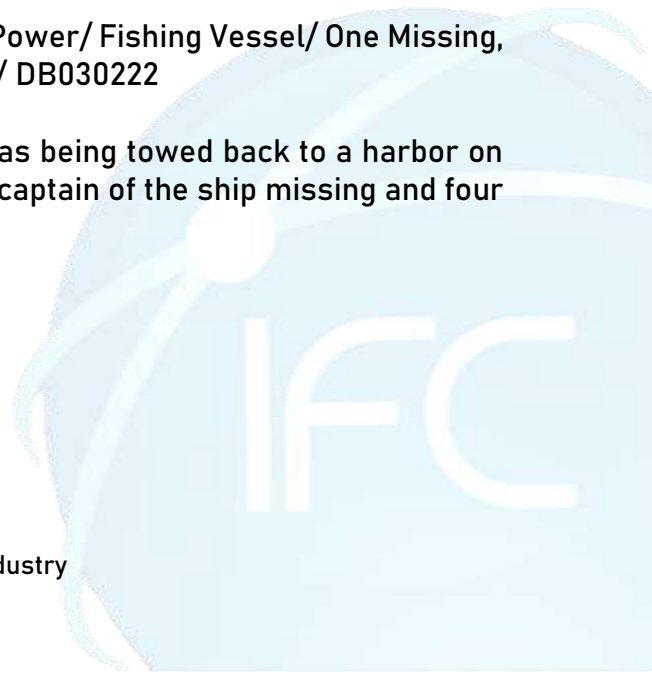 Power/ Fishing Vessel/ One Missing,
/ DB030222
as being towed back to a harbor on
captain of the ship missing and four
IFC
dustry